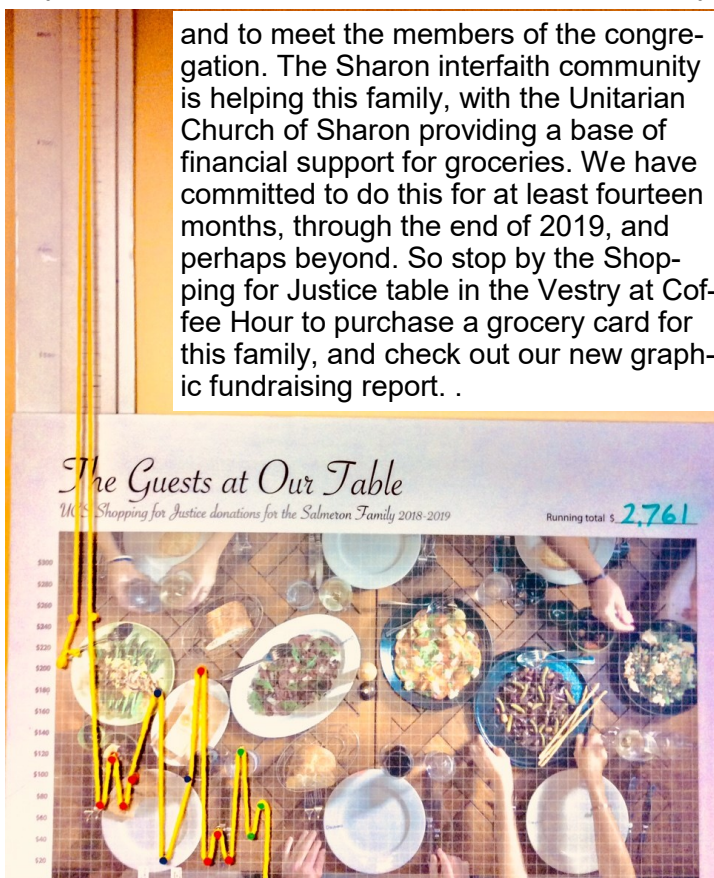 and to meet the members of the congre-
gation. The Sharon interfaith community
is helping this family, with the Unitarian
Church of Sharon providing a base of
financial support for groceries. We have
committed to do this for at least fourteen
months, through the end of 2019, and
perhaps beyond. So stop by the Shop-
ping for Justice table in the Vestry at Cof-
fee Hour to purchase a grocery card for
this family, and check out our new graph-
ic fundraising report. .
The Guests at Our Table
UCS Shopping for Justice donations for the Salmeron Family 2018-2019
Running total $ 2,761
$300
$280
$260
$240
$220
$200
$180
$160
$140
$120
$100
$80
$60
$40
$20